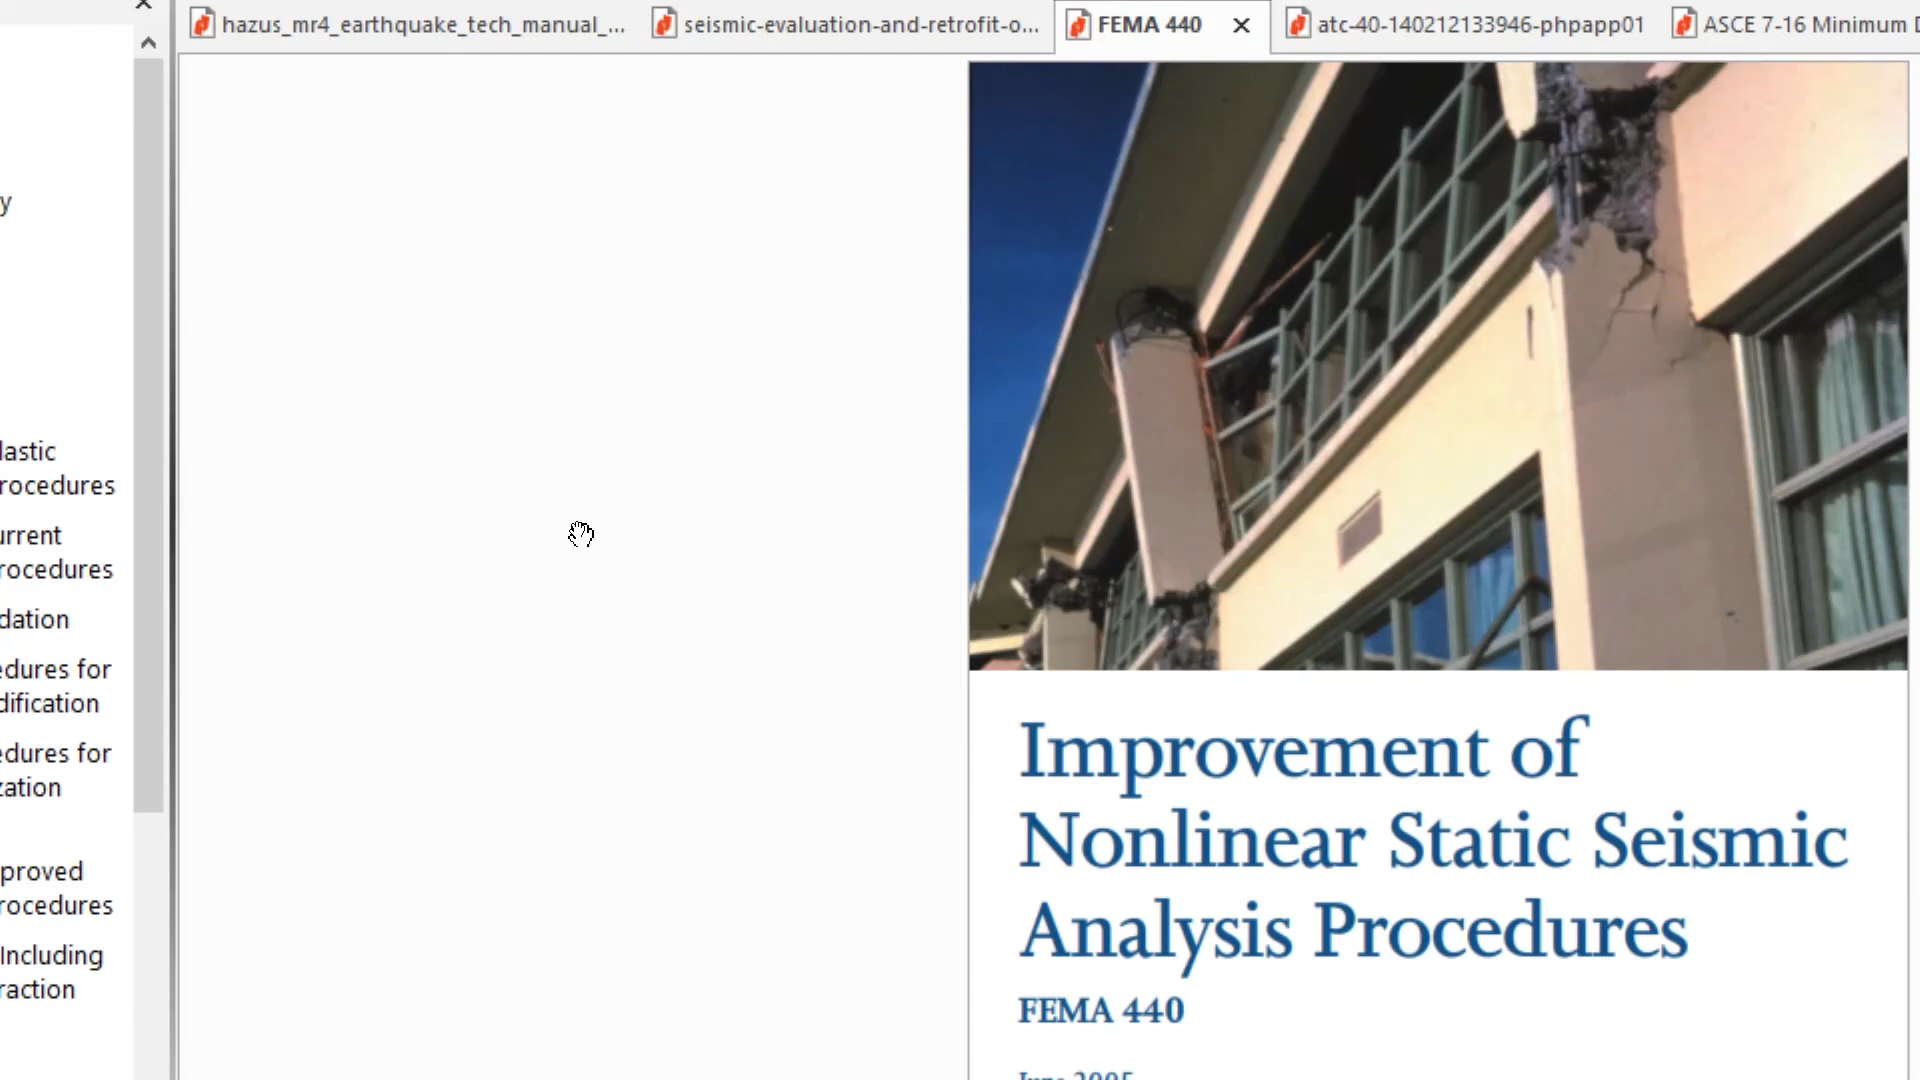 hazus_mr4_earthquake_tech_manual_...
seismic-evaluation-and-retrofit-o...
FEMA 440
atc-40-140212133946-phpapp01
ASCE 7-16 Minimum
y
lastic
rocedures
urrent
rocedures
dation
edures for
dification
edures for
zation
proved
rocedures
Including
raction
Improvement of
Nonlinear Static Seismic
Analysis Procedures
FEMA 440
June 2005